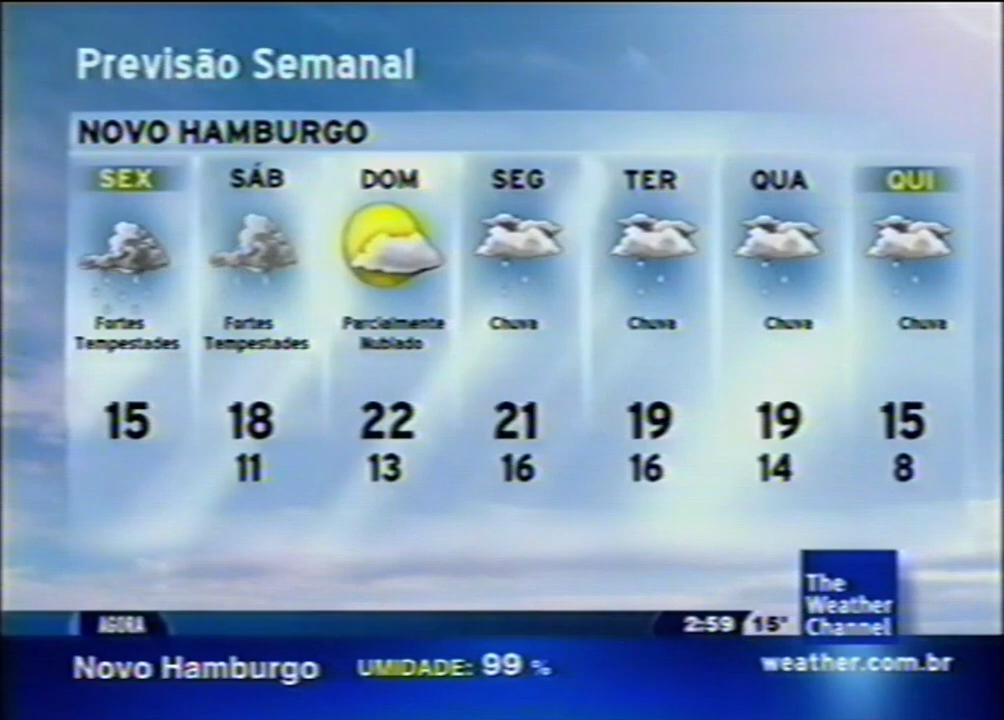 Previsão Semanal
NOVO HAMBURGO
SEX SÁB DOM SEG TER QUA QUI
Fortes Tempestades
Fortes Tempestades
Parcialmente Nublado
Chuva
Chuva
Chuva
Chuva
15 18 22 21 19 19 15
11 13 16 16 14 8
The
Weather
Channel
AGORA 2:59 15°
Novo Hamburgo UMIDADE: 99 %
weather.com.br